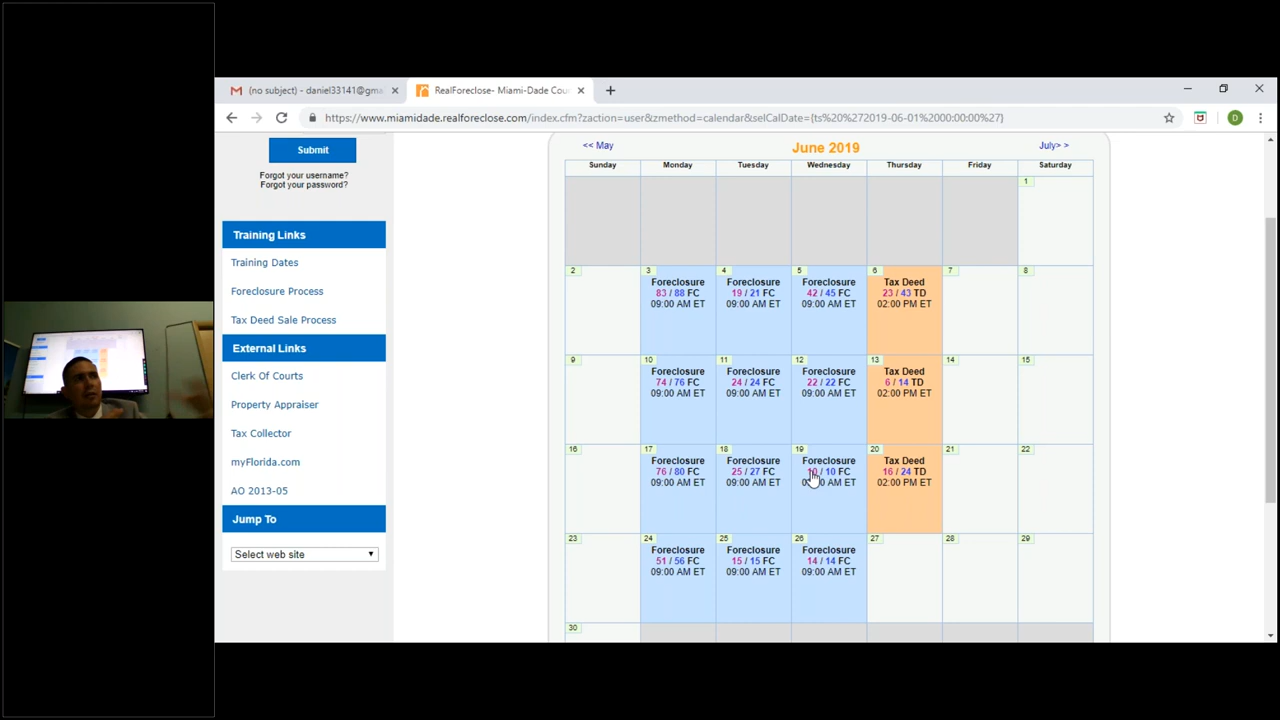 (no subject) - daniel33141@gma
RealForeclose- Miami-Dade Cou
https://www.miamidade.realforeclose.com/index.cfm?zaction=user&zmethod=calendar&selCalDate={ts%20%272019-06-01%2000:00:00%27}
D
Submit
Forgot your username?
Forgot your password?
Training Links
Training Dates
Foreclosure Process
Tax Deed Sale Process
External Links
Clerk Of Courts
Property Appraiser
Tax Collector
myFlorida.com
AO 2013-05
Jump To
Select web site
<< May
June 2019
July> >
Sunday Monday Tuesday Wednesday Thursday Friday Saturday
1
2 3 4 5 6 7 8
Foreclosure Foreclosure Foreclosure Tax Deed
83 / 88 FC 19 / 21 FC 42 / 45 FC 23 / 43 TD
09:00 AM ET 09:00 AM ET 09:00 AM ET 02:00 PM ET
9 10 11 12 13 14 15
Foreclosure Foreclosure Foreclosure Tax Deed
74 / 76 FC 24 / 24 FC 22 / 22 FC 6 / 14 TD
09:00 AM ET 09:00 AM ET 09:00 AM ET 02:00 PM ET
16 17 18 19 20 21 22
Foreclosure Foreclosure Foreclosure Tax Deed
76 / 80 FC 25 / 27 FC 10 / 10 FC 16 / 24 TD
09:00 AM ET 09:00 AM ET 09:00 AM ET 02:00 PM ET
23 24 25 26 27 28 29
Foreclosure Foreclosure Foreclosure
51 / 56 FC 15 / 15 FC 14 / 14 FC
09:00 AM ET 09:00 AM ET 09:00 AM ET
30